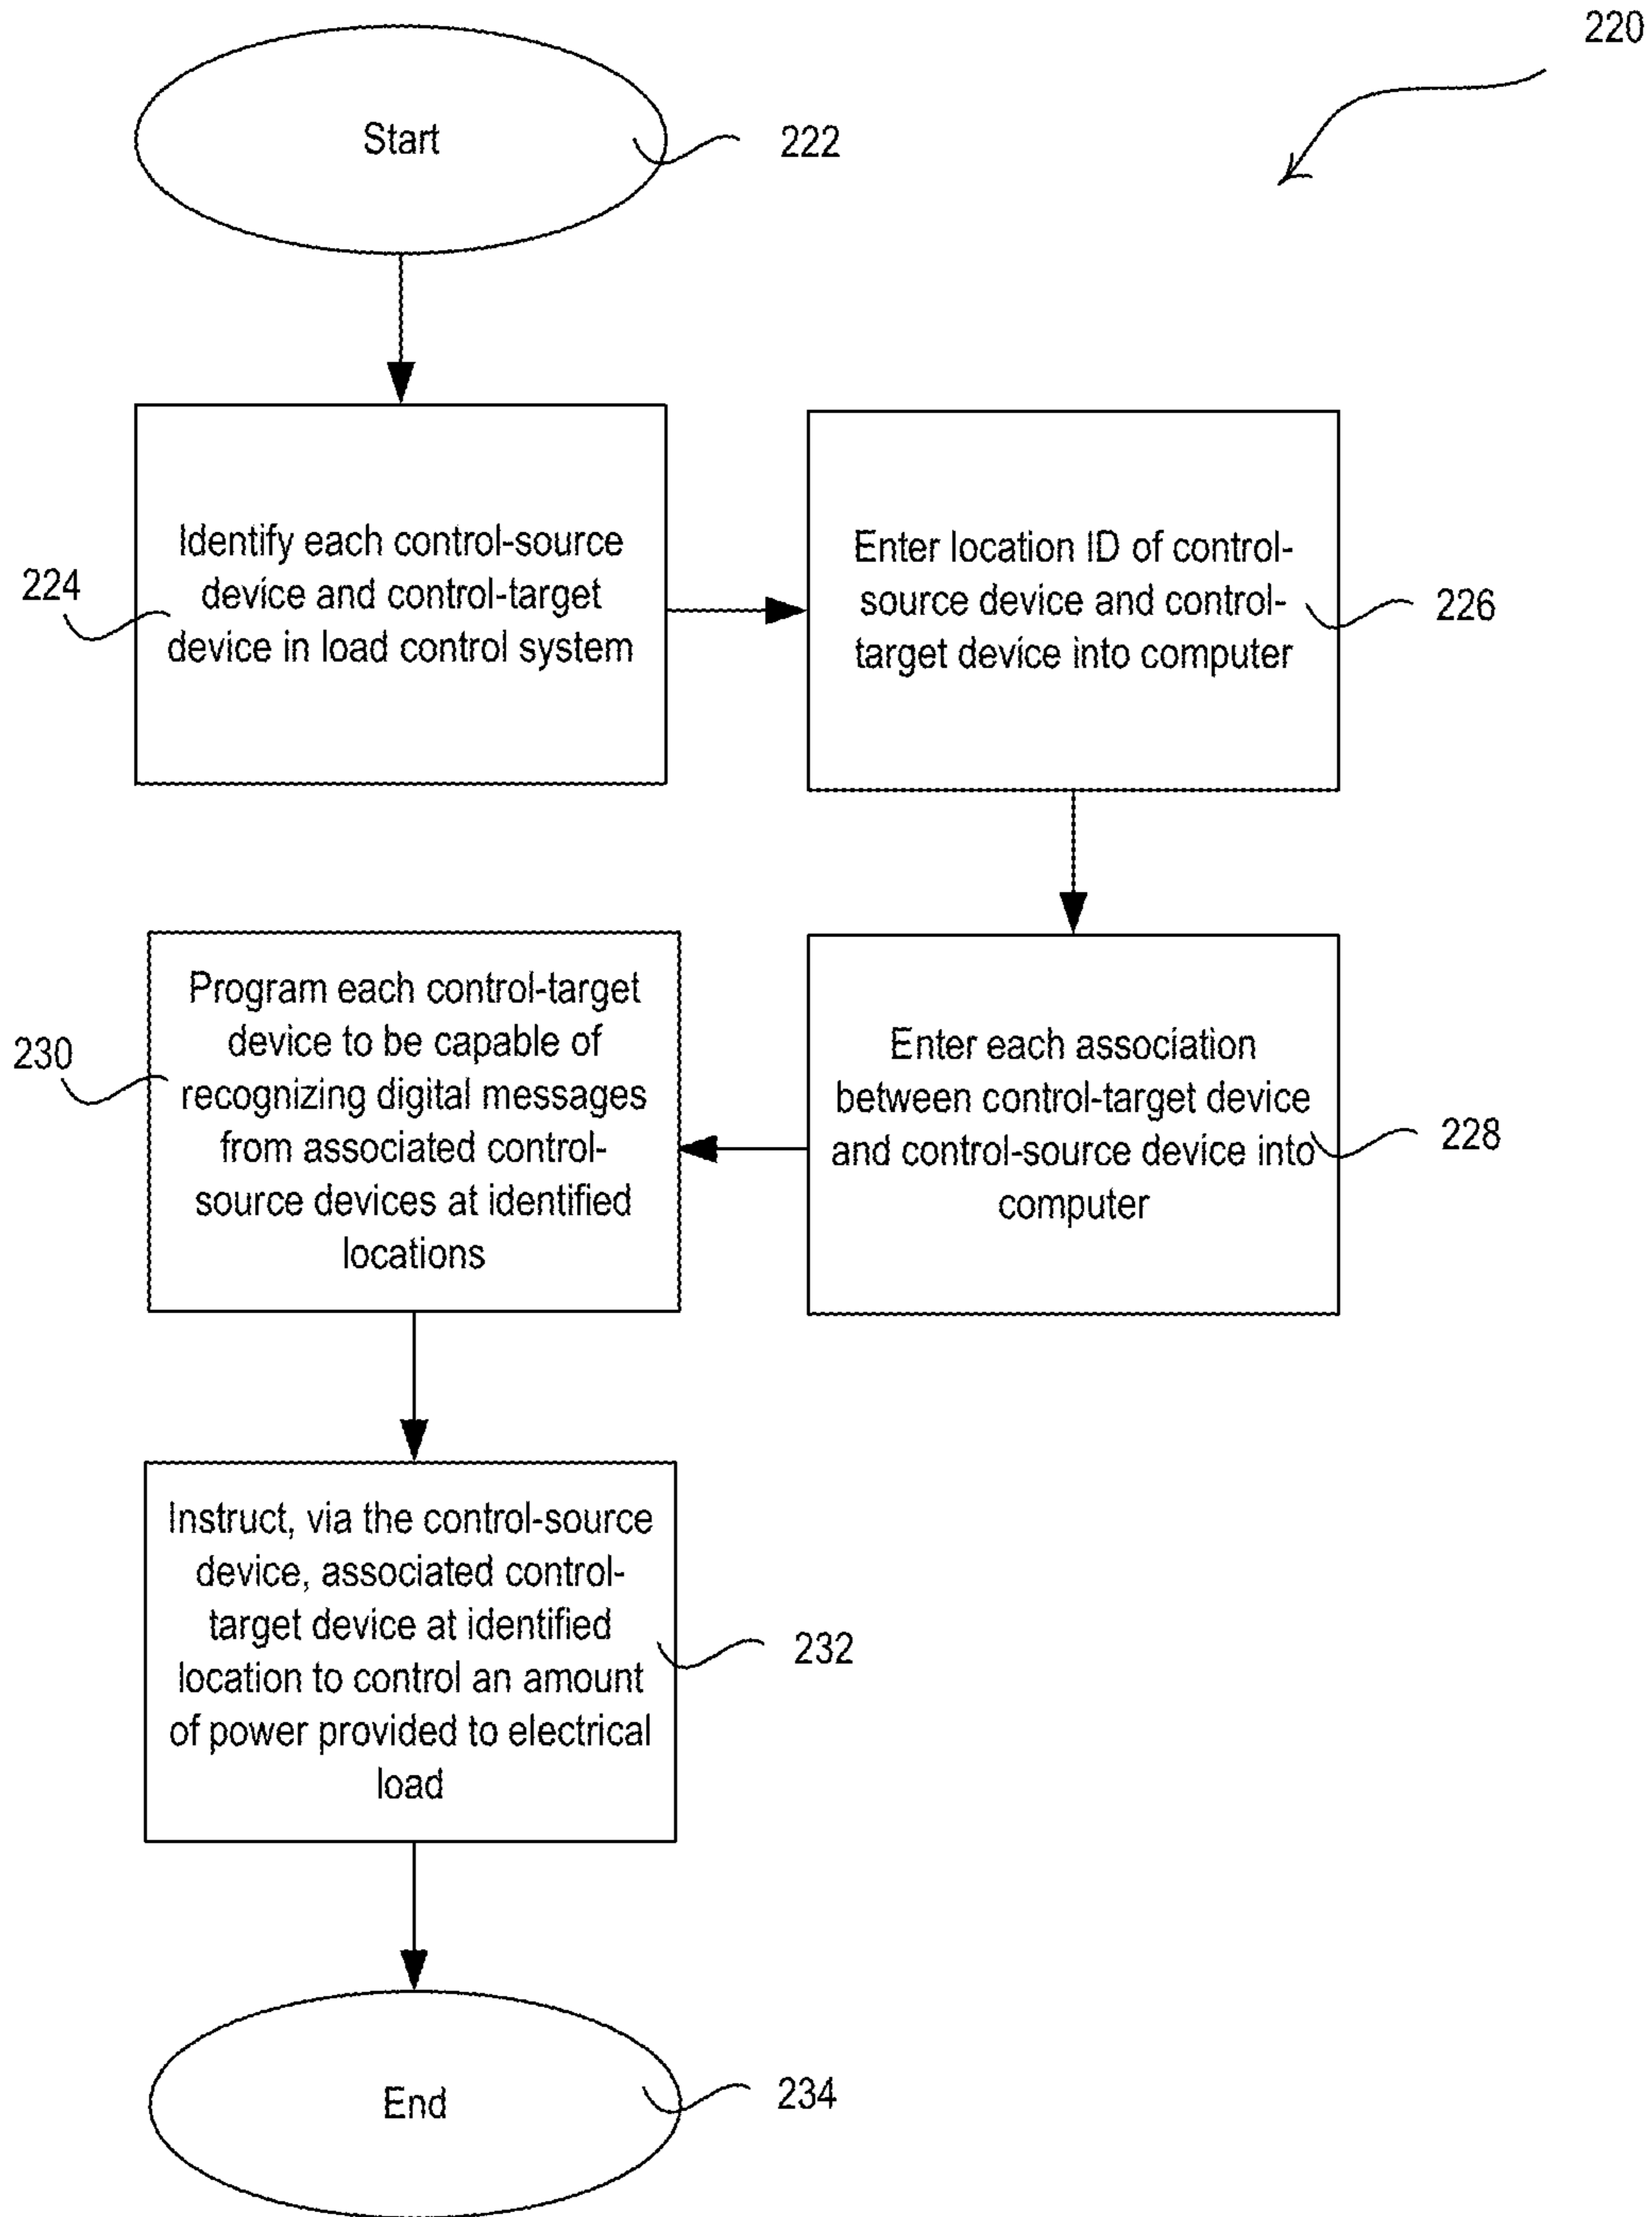 220
Start
222
Identify each control-source
device and control-target
device in load control system
224
Enter location ID of control-
source device and control-
target device into computer
226
Enter each association
between control-target device
and control-source device into
computer
228
Program each control-target
device to be capable of
recognizing digital messages
from associated control-
source devices at identified
locations
230
Instruct, via the control-source
device, associated control-
target device at identified
location to control an amount
of power provided to electrical
load
232
End
234